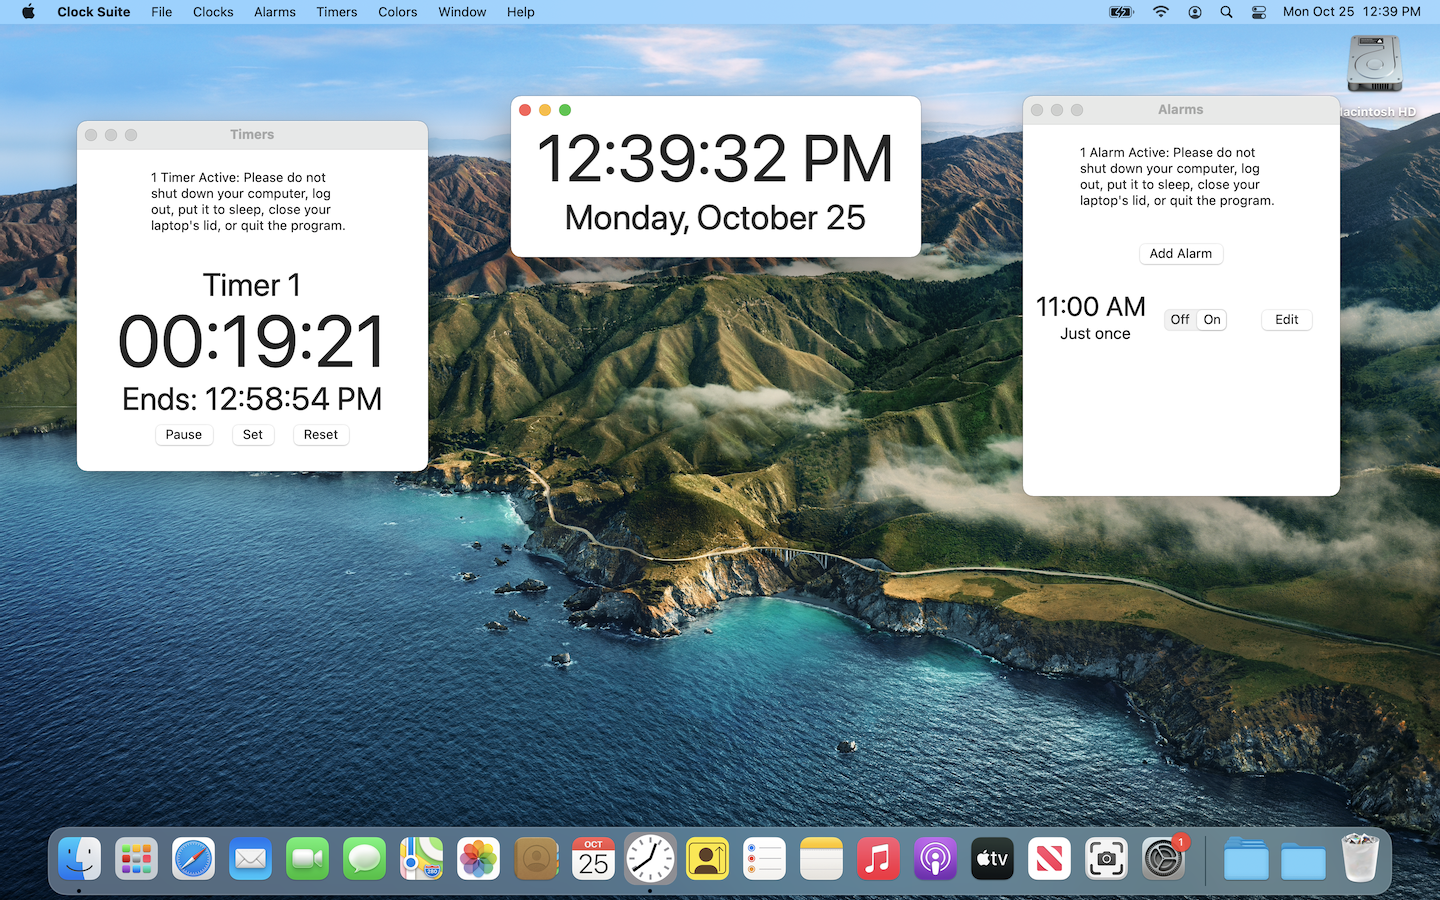 Clock Suite File Clocks Alarms Timers Colors Window Help Mon Oct 25 12:39 PM
Timers
1 Timer Active: Please do not
shut down your computer, log
out, put it to sleep, close your
laptop's lid, or quit the program.
Timer 1
00:19:21
Ends: 12:58:54 PM
Pause Set Reset
12:39:32 PM
Monday, October 25
Alarms
1 Alarm Active: Please do not
shut down your computer, log
out, put it to sleep, close your
laptop's lid, or quit the program.
Add Alarm
11:00 AM
Just once
Off On Edit
acintosh HD
OCT
25
280
tv
1